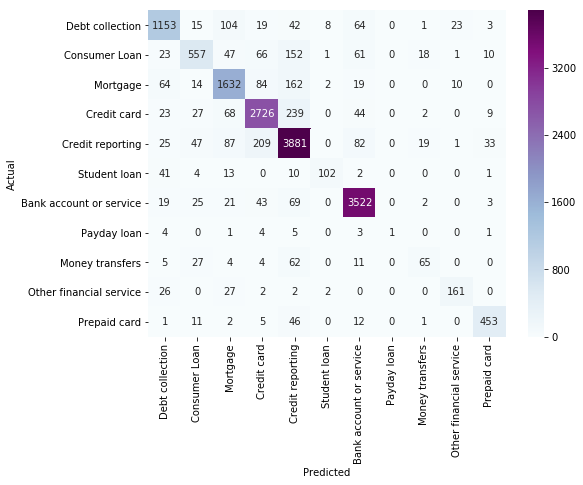 Debt collection 1153 15 104 19 42 8 64 0 1 23 3
Consumer Loan 23 557 47 66 152 1 61 0 18 1 10
Mortgage 64 14 1632 84 162 2 19 0 0 10 0
Credit card 23 27 68 2726 239 0 44 0 2 0 9
Credit reporting 25 47 87 209 3881 0 82 0 19 1 33
Student loan 41 4 13 0 10 102 2 0 0 0 1
Bank account or service 19 25 21 43 69 0 3522 0 2 0 3
Payday loan 4 0 1 4 5 0 3 1 0 0 1
Money transfers 5 27 4 4 62 0 11 0 65 0 0
Other financial service 26 0 27 2 2 2 0 0 0 161 0
Prepaid card 1 11 2 5 46 0 12 0 1 0 453
Actual
Debt collection
Consumer Loan
Mortgage
Credit card
Credit reporting
Student loan
Bank account or service
Payday loan
Money transfers
Other financial service
Prepaid card
Predicted
3200
2400
1600
800
0